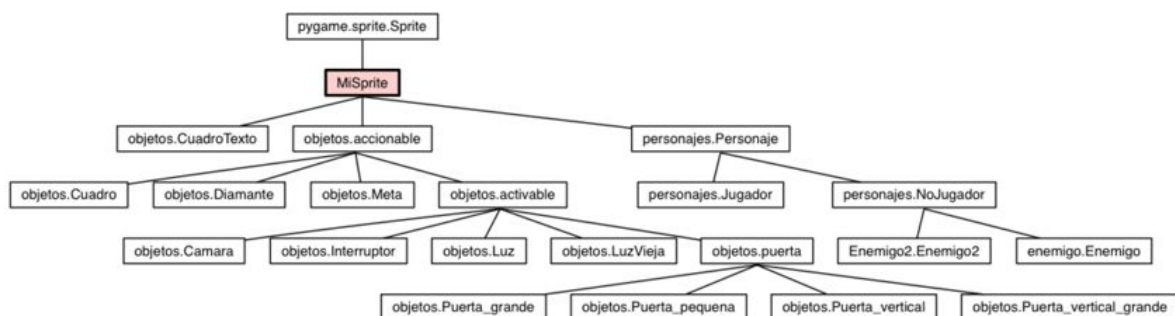 pygame.sprite.Sprite
MiSprite
objetos.CuadroTexto
objetos.accionable
personajes.Personaje
objetos.Cuadro
objetos.Diamante
objetos.Meta
objetos.activable
personajes.Jugador
personajes.NoJugador
objetos.Camara
objetos.Interruptor
objetos.Luz
objetos.LuzVieja
objetos.puerta
Enemigo2.Enemigo2
enemigo.Enemigo
objetos.Puerta_grande
objetos.Puerta_pequena
objetos.Puerta_vertical
objetos.Puerta_vertical_grande